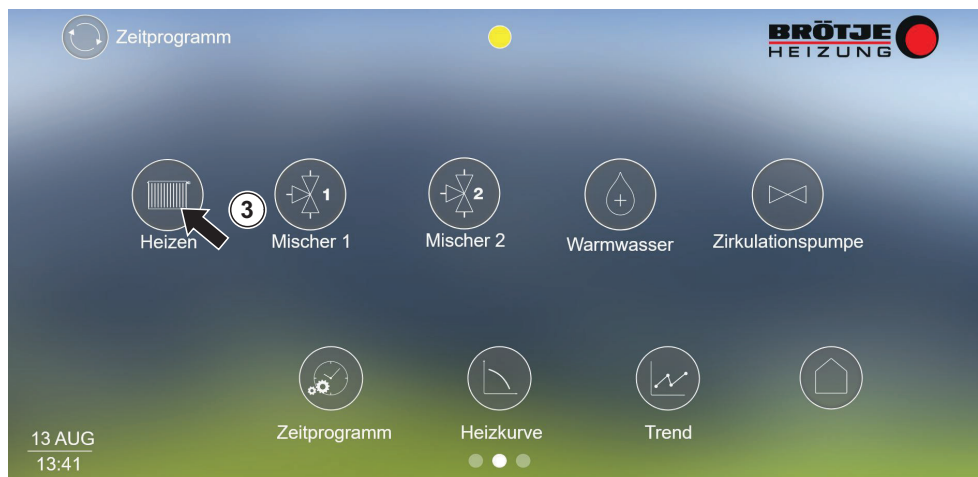 Zeitprogramm
BRÖTJE
HEIZUNG
3
1
2
Heizen
Mischer 1
Mischer 2
Warmwasser
Zirkulationspumpe
Zeitprogramm
Heizkurve
Trend
13 AUG
13:41